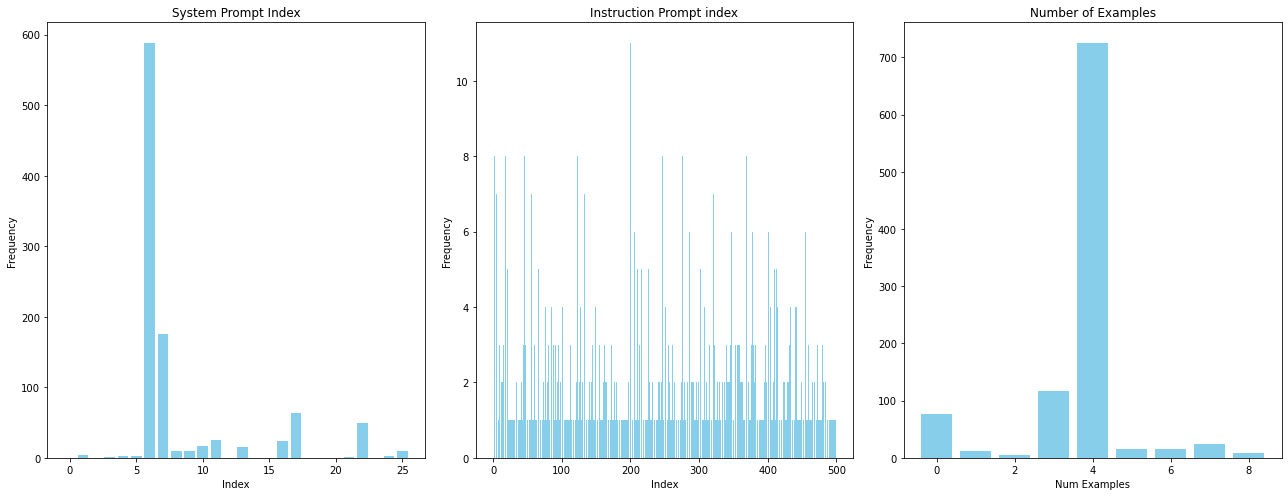 System Prompt Index
600
500
400
300
200
100
0
Frequency
0 5 10 15 20 25
Index
Instruction Prompt index
10
8
6
4
2
0
Frequency
0 100 200 300 400 500
Index
Number of Examples
700
600
500
400
300
200
100
0
Frequency
0 2 4 6 8
Num Examples